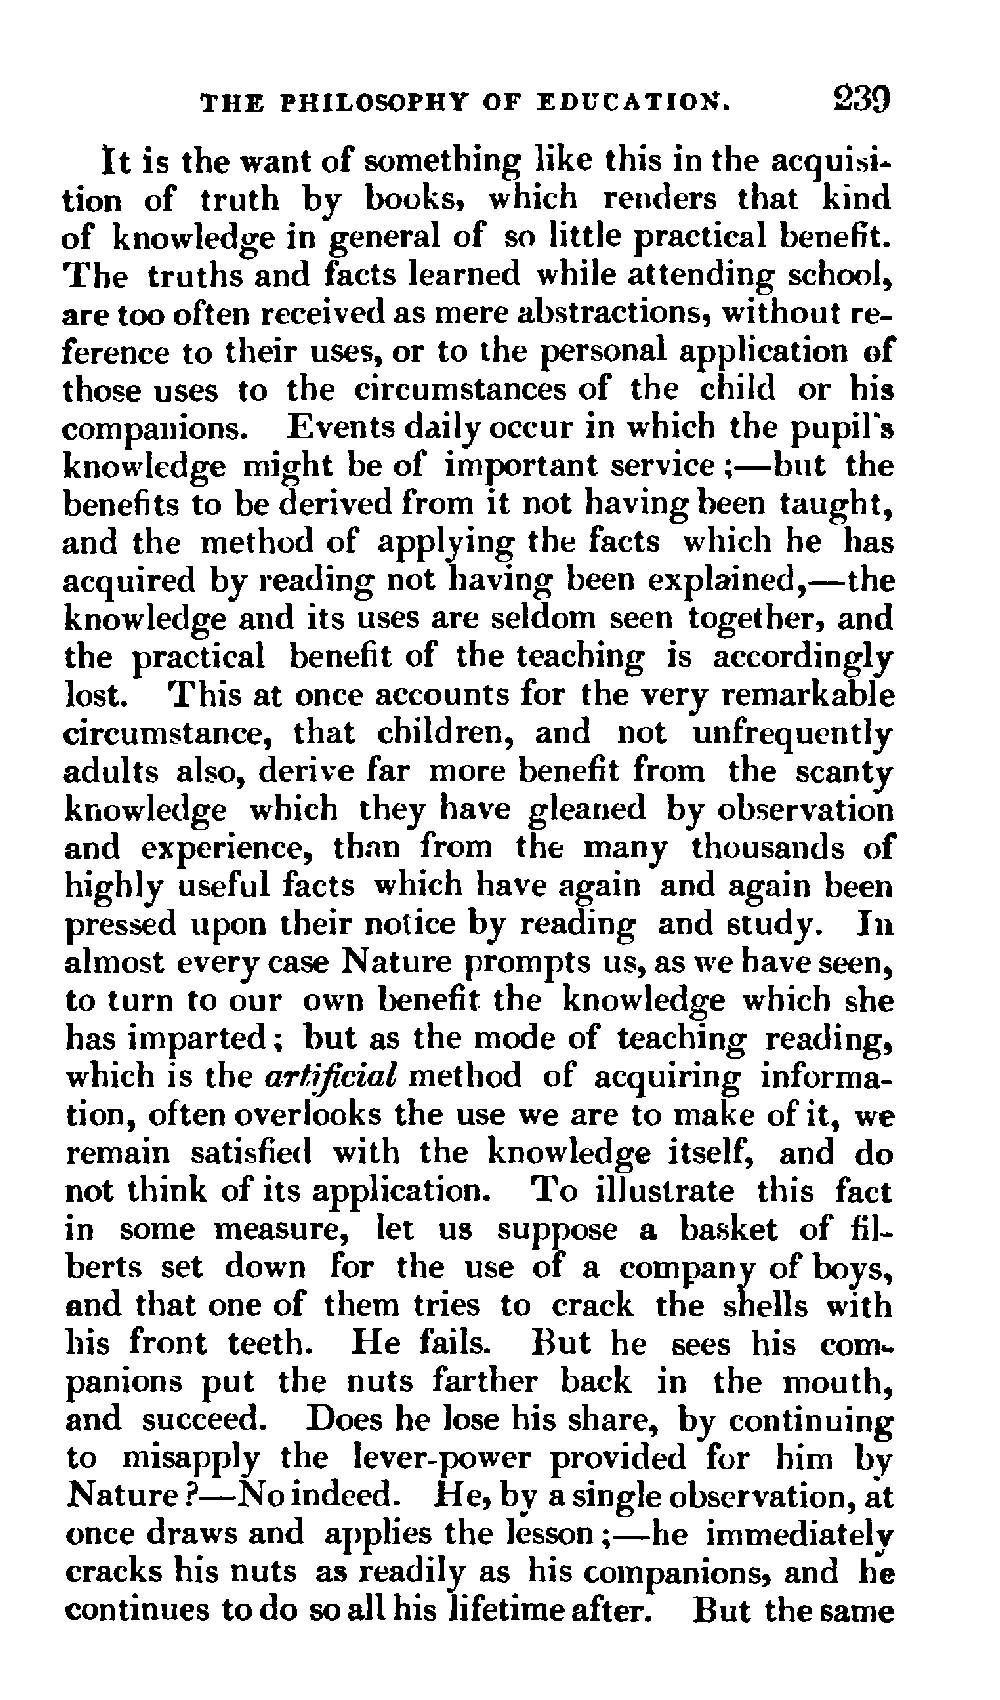 THE PHILOSOPHY OF EDUCATION. 239
It is the want of something like this in the acquisi-
tion of truth by books, which renders that kind
of knowledge in general of so little practical benefit.
The truths and facts learned while attending school,
are too often received as mere abstractions, without re-
ference to their uses, or to the personal application of
those uses to the circumstances of the child or his
companions. Events daily occur in which the pupil's
knowledge might be of important service ;—but the
benefits to be derived from it not having been taught,
and the method of applying the facts which he has
acquired by reading not having been explained,—the
knowledge and its uses are seldom seen together, and
the practical benefit of the teaching is accordingly
lost. This at once accounts for the very remarkable
circumstance, that children, and not unfrequently
adults also, derive far more benefit from the scanty
knowledge which they have gleaned by observation
and experience, than from the many thousands of
highly useful facts which have again and again been
pressed upon their notice by reading and study. In
almost every case Nature prompts us, as we have seen,
to turn to our own benefit the knowledge which she
has imparted; but as the mode of teaching reading,
which is the artificial method of acquiring informa-
tion, often overlooks the use we are to make of it, we
remain satisfied with the knowledge itself, and do
not think of its application. To illustrate this fact
in some measure, let us suppose a basket of fil-
berts set down for the use of a company of boys,
and that one of them tries to crack the shells with
his front teeth. He fails. But he sees his com-
panions put the nuts farther back in the mouth,
and succeed. Does he lose his share, by continuing
to misapply the lever-power provided for him by
Nature ?—No indeed. He, by a single observation, at
once draws and applies the lesson ;—he immediately
cracks his nuts as readily as his companions, and he
continues to do so all his lifetime after. But the same